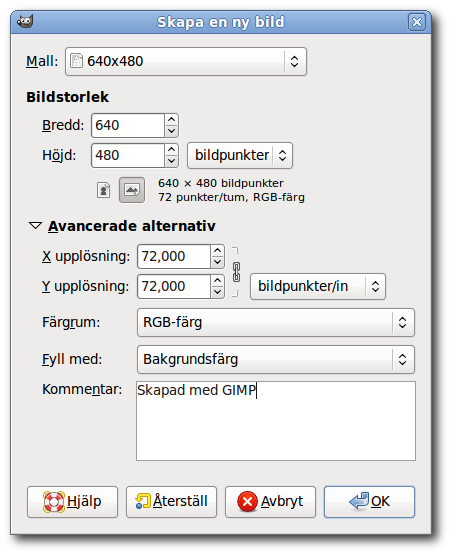 Skapa en ny bild
Mall: 640x480
Bildstorlek
Bredd: 640
Höjd: 480 bildpunkter
640 × 480 bildpunkter
72 punkter/tum, RGB-färg
Avancerade alternativ
X upplösning: 72,000
Y upplösning: 72,000 bildpunkter/in
Färgrum: RGB-färg
Fyll med: Bakgrundsfärg
Kommentar: Skapad med GIMP
Hjälp Återställ Avbryt OK